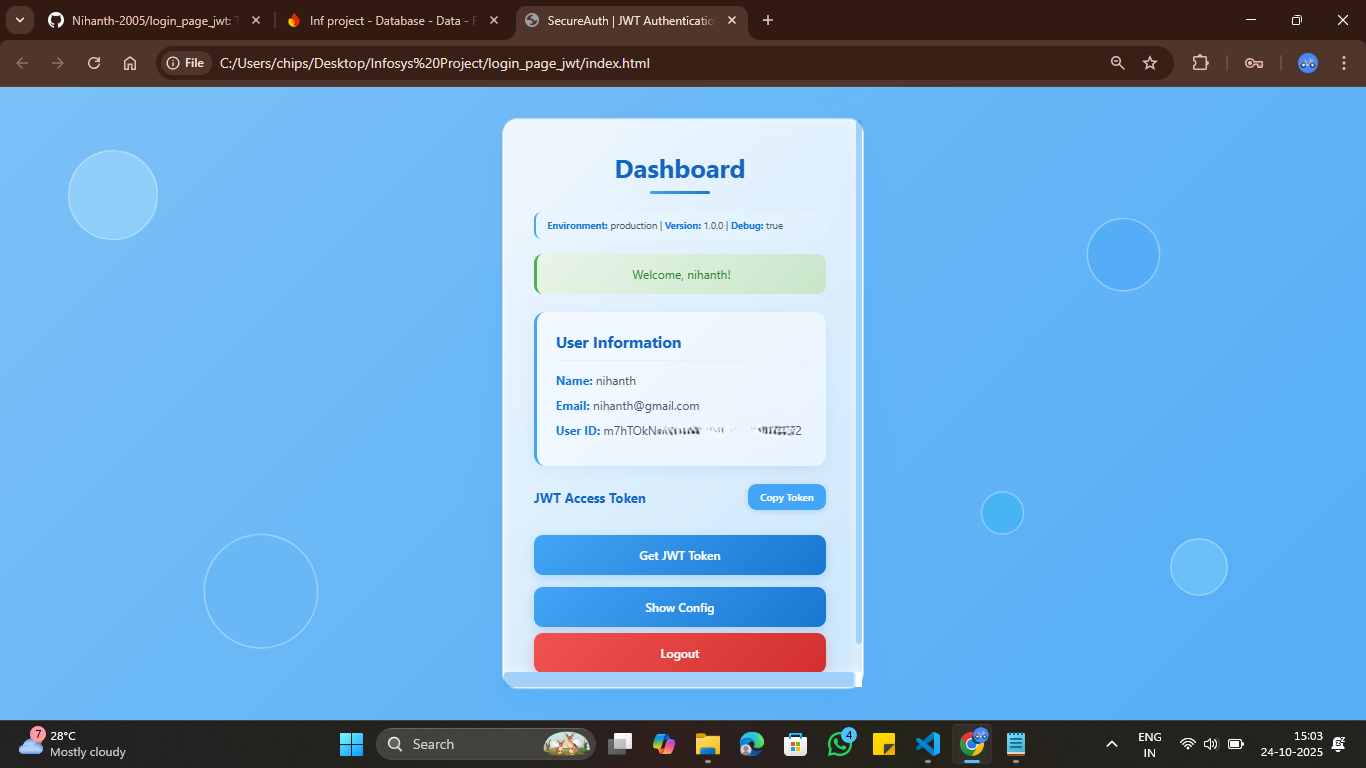 Nihanth-2005/login_page_jwt: T
Inf project - Database - Data - F
SecureAuth | JWT Authenticatio
File
C:/Users/chips/Desktop/Infosys%20Project/login_page_jwt/index.html
Dashboard
Environment: production | Version: 1.0.0 | Debug: true
Welcome, nihanth!
User Information
Name: nihanth
Email: nihanth@gmail.com
User ID:
JWT Access Token
Copy Token
Get JWT Token
Show Config
Logout
7
28°C
Mostly cloudy
Search
4
ENG
IN
15:03
24-10-2025